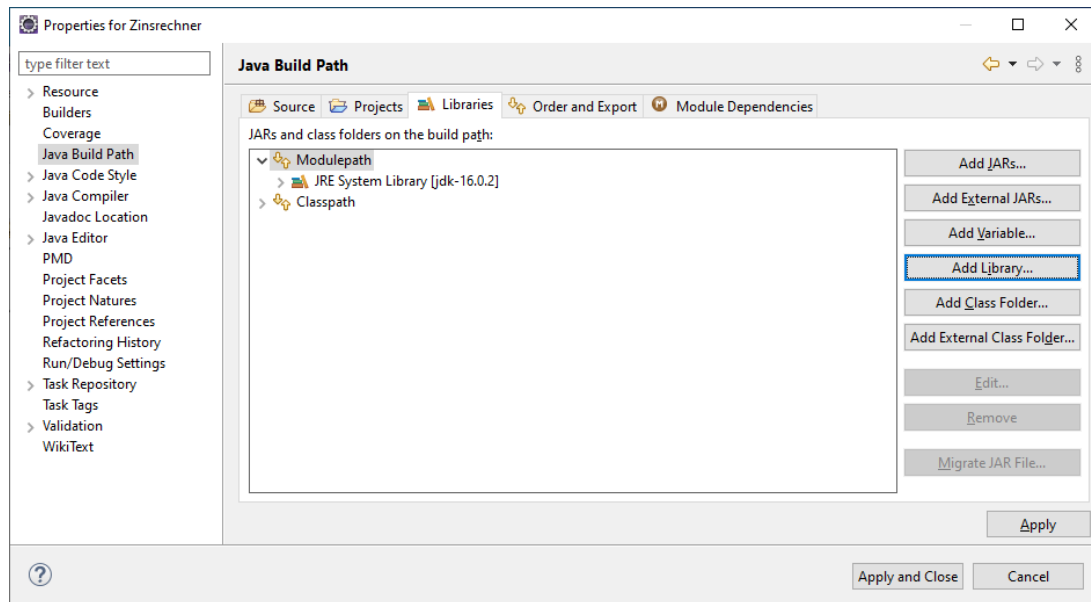 Properties for Zinsrechner
type filter text
Resource
Builders
Coverage
Java Build Path
Java Code Style
Java Compiler
Javadoc Location
Java Editor
PMD
Project Facets
Project Natures
Project References
Refactoring History
Run/Debug Settings
Task Repository
Task Tags
Validation
WikiText
Java Build Path
Source Projects Libraries Order and Export Module Dependencies
JARs and class folders on the build path:
Modulepath
JRE System Library [jdk-16.0.2]
Classpath
Add JARs...
Add External JARs...
Add Variable...
Add Library...
Add Class Folder...
Add External Class Folder...
Edit...
Remove
Migrate JAR File...
Apply
Apply and Close Cancel